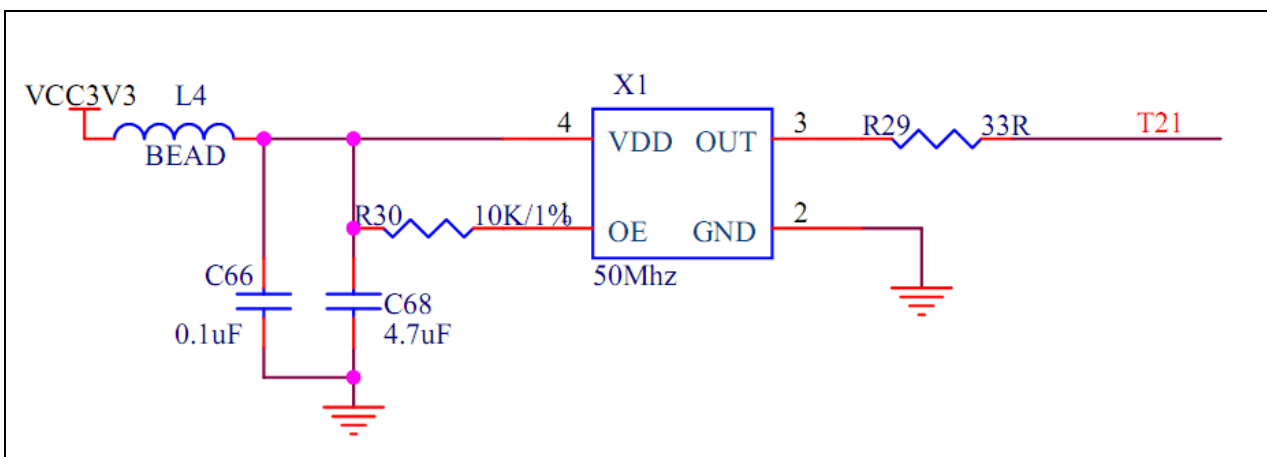 X1
VCC3V3 L4
BEAD
4 VDD OUT 3 R29 33R T21
R30 10K/1% 1 OE GND 2
50Mhz
C66 0.1uF
C68 4.7uF